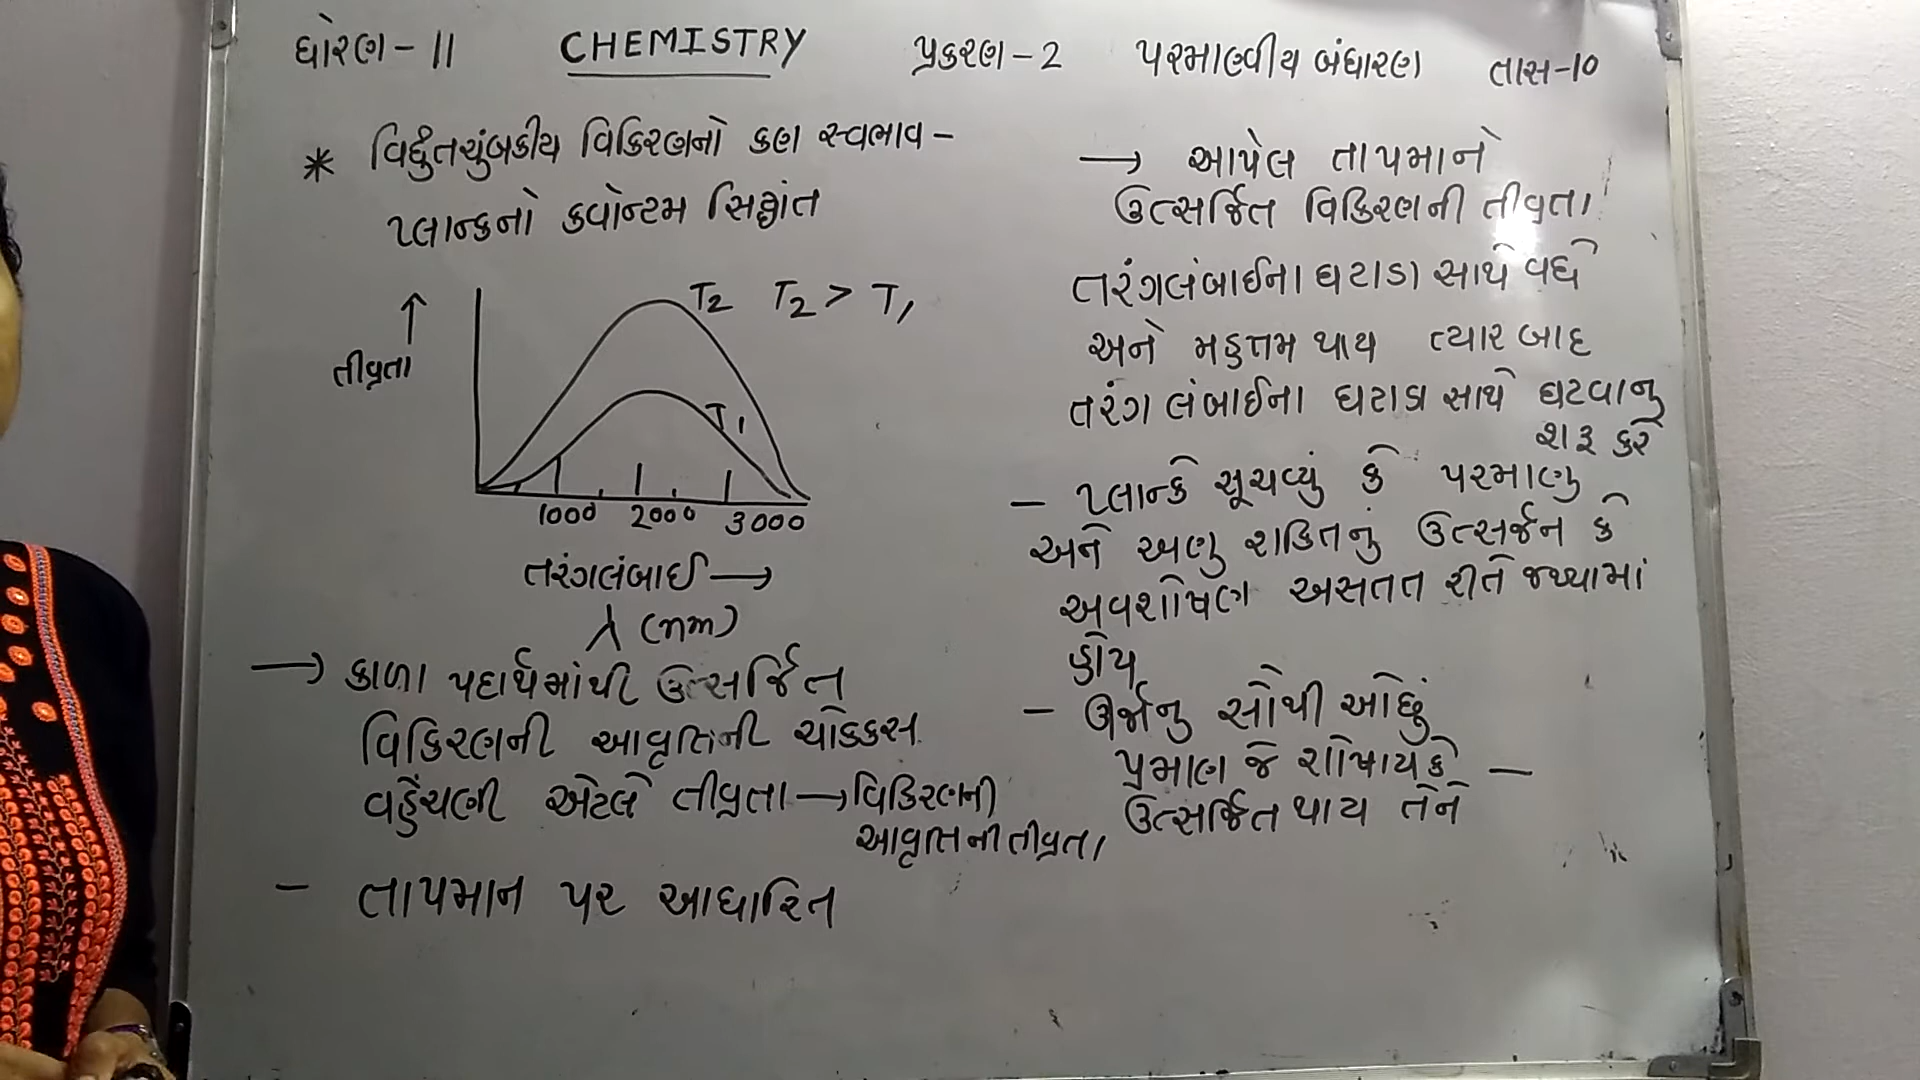 ધોરણ - 11 CHEMISTRY પ્રકરણ - 2 પરમાણ્વીય બંધારણ તાસ-10
* વિદ્યુતચુંબકીય વિકિરણનો કણ સ્વભાવ -
પ્લાન્કનો ક્વોન્ટમ સિદ્ધાંત
↑
તીવ્રતા
T2 T2 > T1
T1
1000 2000 3000
તરંગલંબાઈ →
λ (nm)
→ કાળા પદાર્થમાંથી ઉત્સર્જિત
વિકિરણની આવૃત્તિની ચોક્કસ
વહેંચણી એટલે તીવ્રતા → વિકિરણની
આવૃત્તિની તીવ્રતા
- તાપમાન પર આધારિત
→ આપેલ તાપમાને
ઉત્સર્જિત વિકિરણની તીવ્રતા
તરંગલંબાઈના ઘટાડા સાથે વધે
અને મહત્તમ થાય ત્યાર બાદ
તરંગ લંબાઈના ઘટાડા સાથે ઘટવાનુ
શરૂ કરે
- પ્લાન્કે સૂચવ્યું કે પરમાણુ
અને અણુ શકિતનું ઉત્સર્જન કે
અવશોષણ અસતત રીતે જથ્થામાં
હોય
- ઊર્જાનુ સૌથી ઓછું
પ્રમાણ જે શોષાય કે —
ઉત્સર્જિત થાય તેને